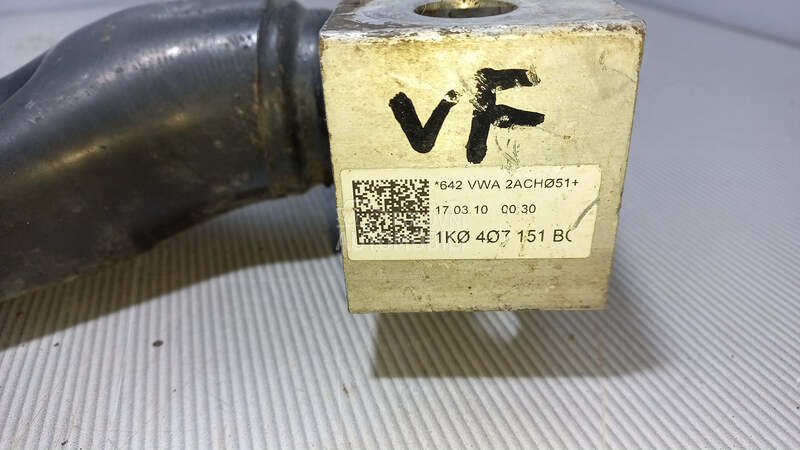 VF
*642 VWA 2ACHØ51+
17.03.10 00:30
1KØ 4Ø7 151 BC